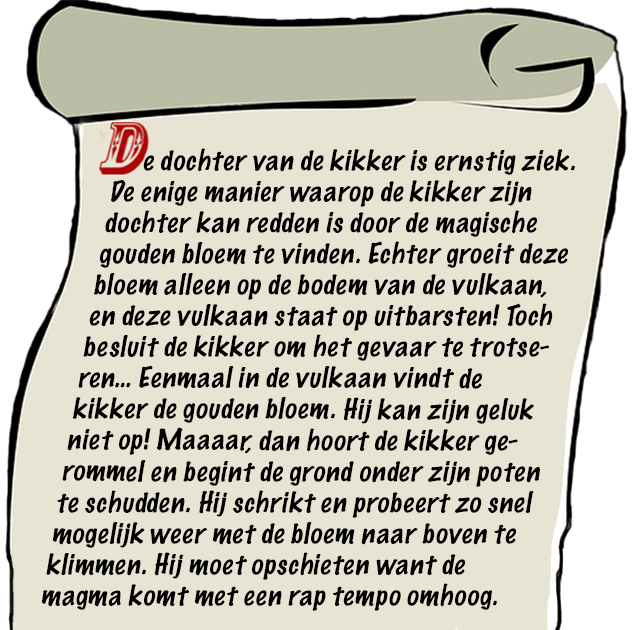 De dochter van de kikker is ernstig ziek.
De enige manier waarop de kikker zijn
dochter kan redden is door de magische
gouden bloem te vinden. Echter groeit deze
bloem alleen op de bodem van de vulkaan,
en deze vulkaan staat op uitbarsten! Toch
besluit de kikker om het gevaar te trotse-
ren... Eenmaal in de vulkaan vindt de
kikker de gouden bloem. Hij kan zijn geluk
niet op! Maaaar, dan hoort de kikker ge-
rommel en begint de grond onder zijn poten
te schudden. Hij schrikt en probeert zo snel
mogelijk weer met de bloem naar boven te
klimmen. Hij moet opschieten want de
magma komt met een rap tempo omhoog.